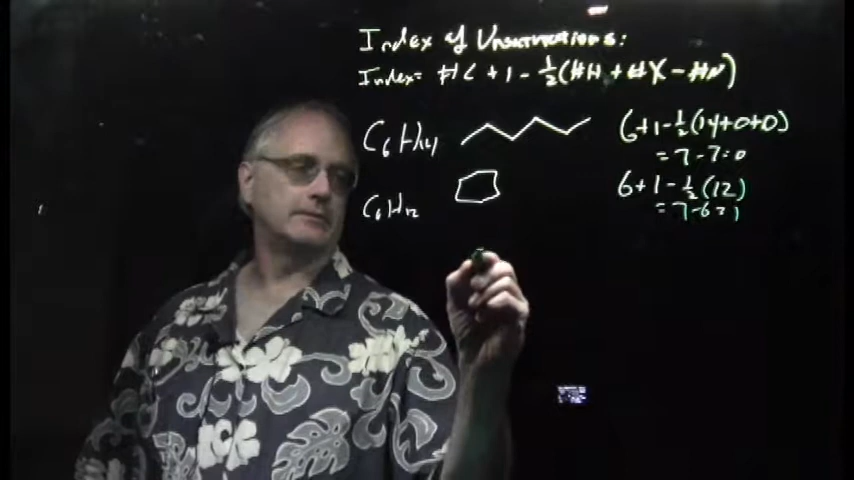 Index of Unsaturations:
Index = #C + 1 - ½(#H + #X - #N)
C₆H₁₄ 6+1-½(14+0+0)
= 7-7=0
C₆H₁₂ 6+1-½(12)
= 7-6=1